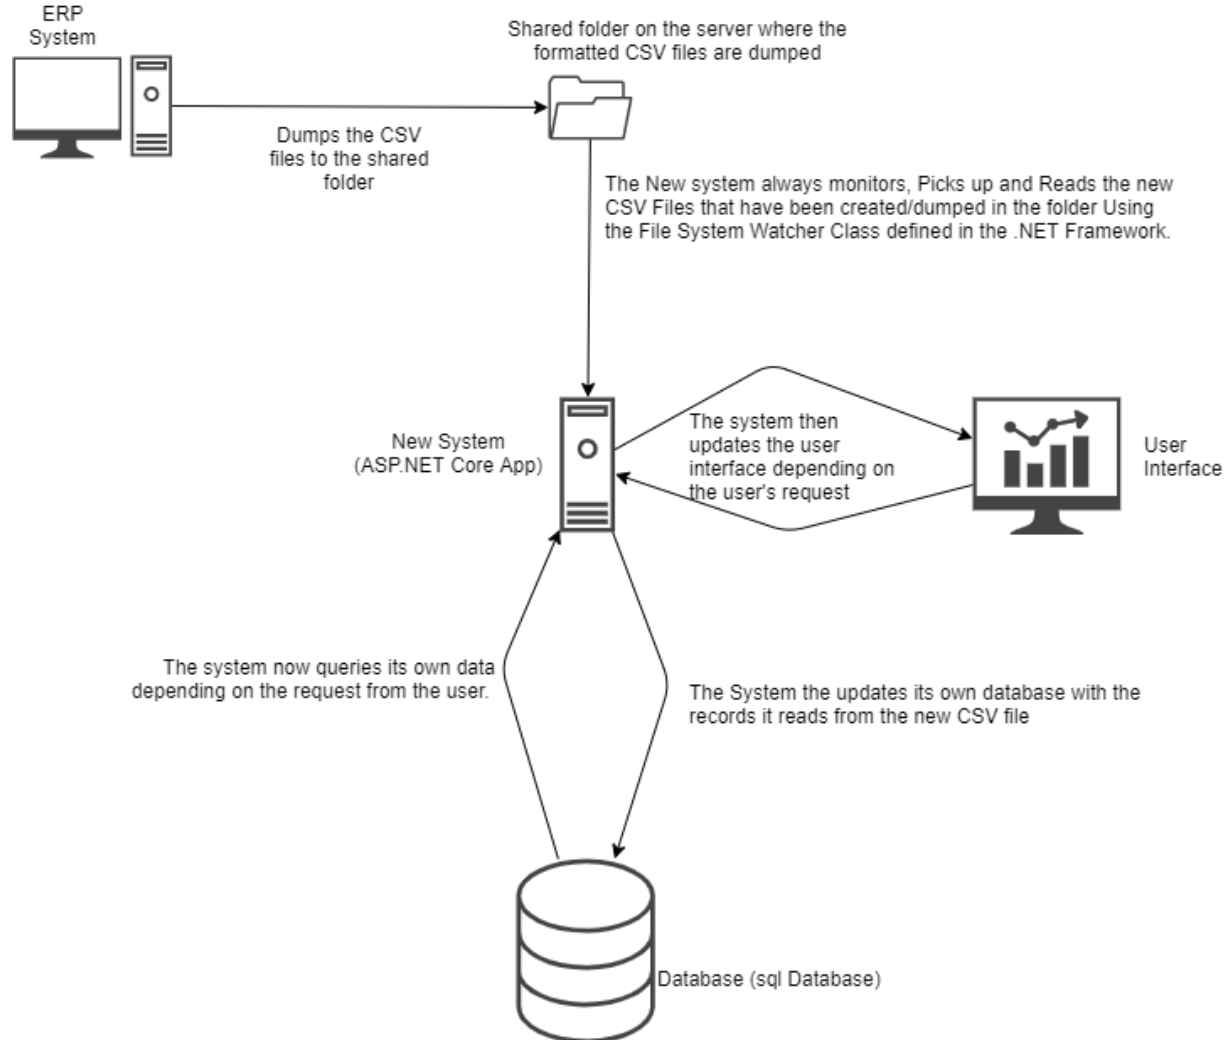 ERP
System
Shared folder on the server where the
formatted CSV files are dumped
Dumps the CSV
files to the shared
folder
The New system always monitors, Picks up and Reads the new
CSV Files that have been created/dumped in the folder Using
the File System Watcher Class defined in the .NET Framework.
New System
(ASP.NET Core App)
The system then
updates the user
interface depending on
the user's request
User
Interface
The system now queries its own data
depending on the request from the user.
The System the updates its own database with the
records it reads from the new CSV file
Database (sql Database)